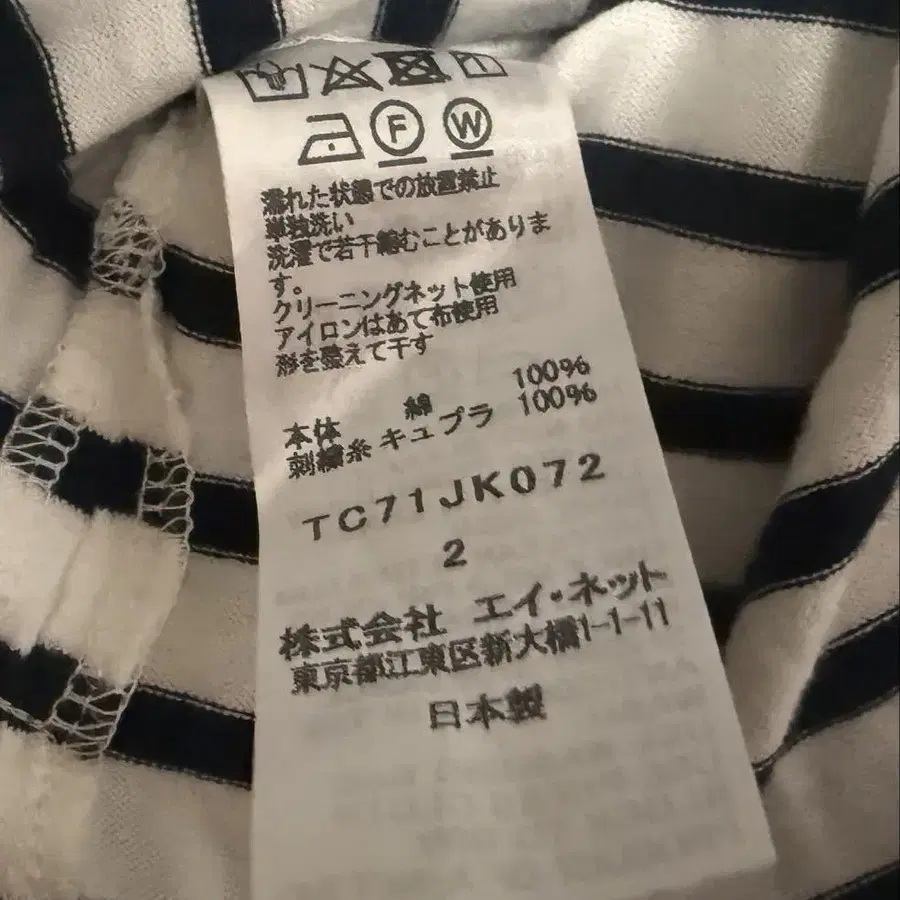 F W
濡れた状態での放置禁止
単独洗い
洗濯で若干縮むことがありま
す。
クリーニングネット使用
アイロンはあて布使用
形を整えて干す
本体 綿 100%
刺繍糸 キュプラ 100%
TC71JK072
2
株式会社 エイ・ネット
東京都江東区新大橋1-1-11
日本製